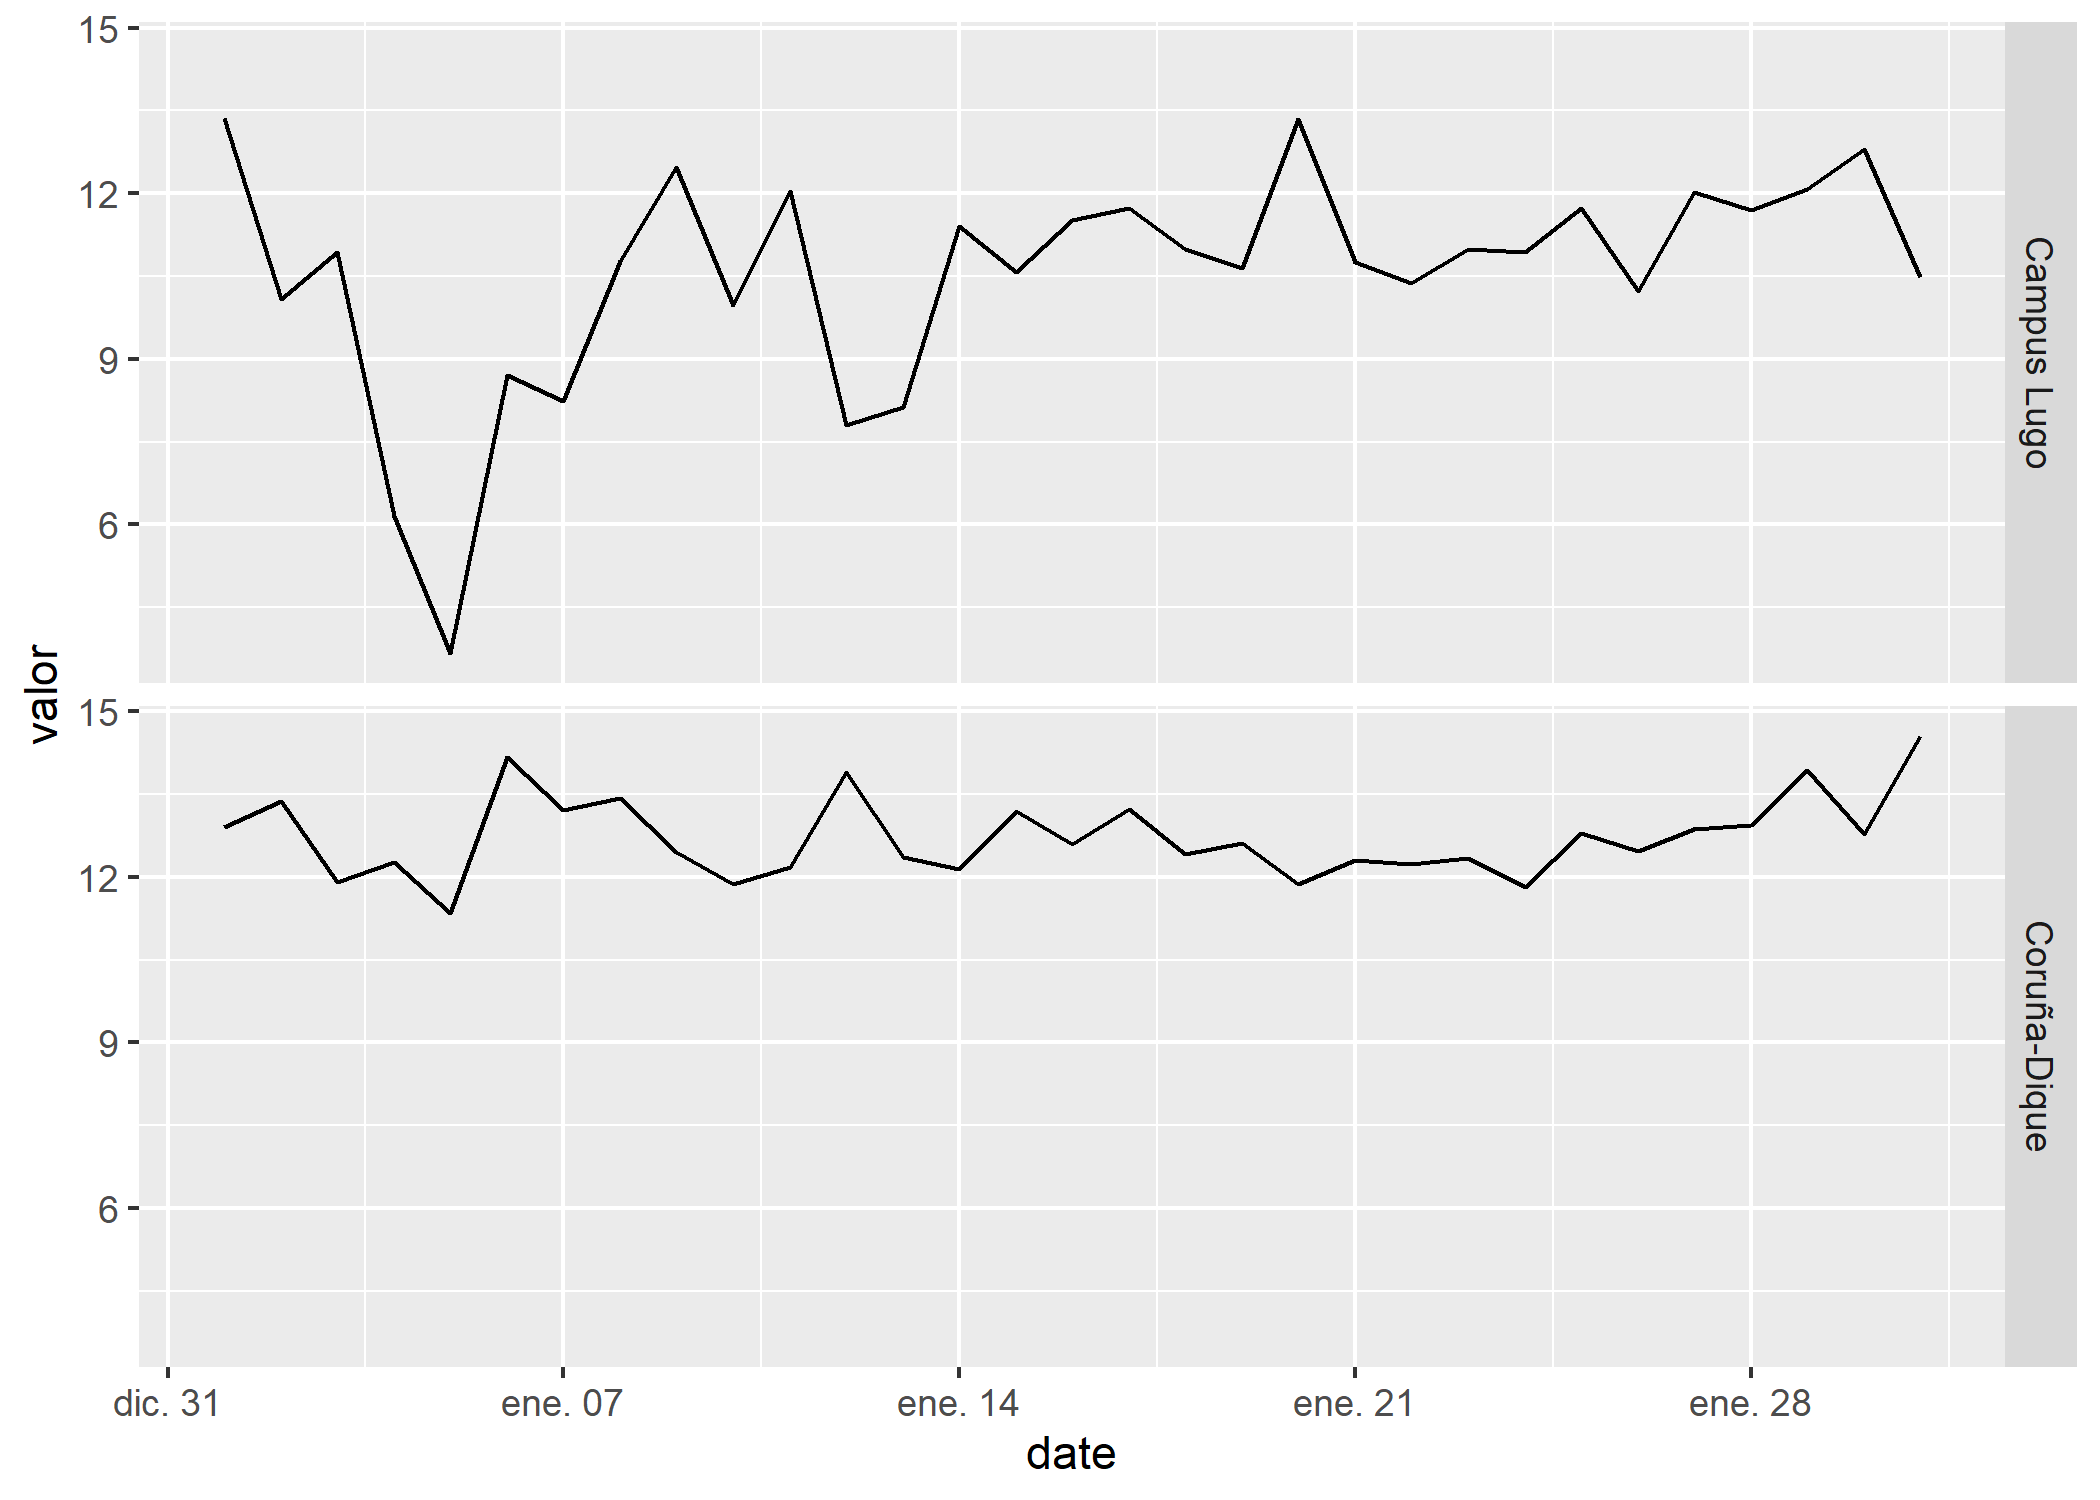 15
12
9
6
Campus Lugo
valor
15
12
9
6
Coruña-Dique
dic. 31 ene. 07 ene. 14 ene. 21 ene. 28
date